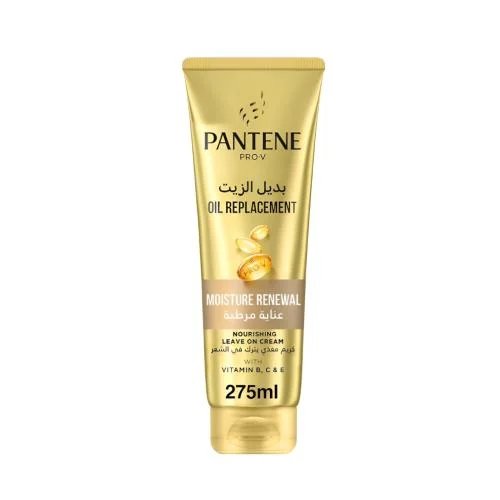 PANTENE
PRO-V
بديل الزيت
OIL REPLACEMENT
PRO-V
MOISTURE RENEWAL
عناية مرطبة
NOURISHING
LEAVE ON CREAM
كريم مغذي يترك في الشعر
WITH
VITAMIN B, C & E
275ml